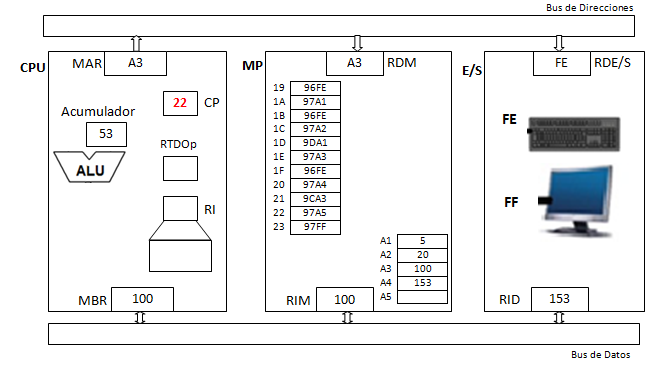 Bus de Direcciones
CPU
MAR
A3
MP
A3
RDM
E/S
FE
RDE/S
22
CP
Acumulador
53
ALU
RTDOp
RI
19 96FE
1A 97A1
1B 96FE
1C 97A2
1D 9DA1
1E 97A3
1F 96FE
20 97A4
21 9CA3
22 97A5
23 97FF
A1 5
A2 20
A3 100
A4 153
A5
FE
FF
MBR
100
RIM
100
RID
153
Bus de Datos